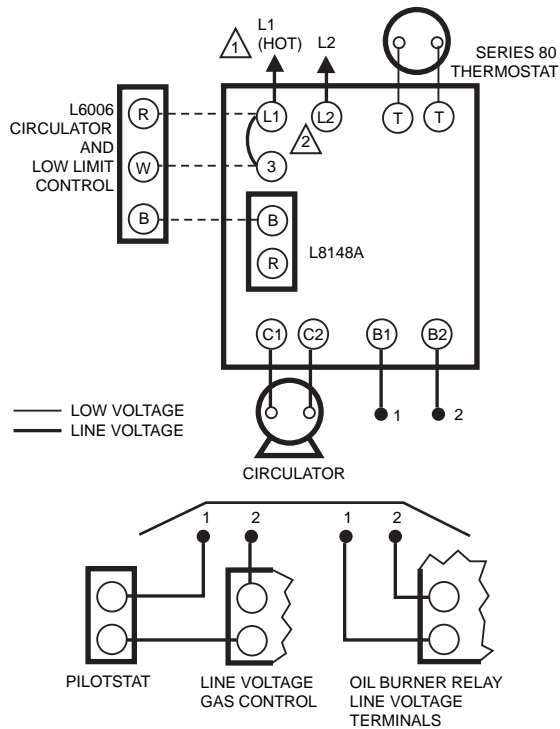 1
L1
(HOT)
L2
SERIES 80
THERMOSTAT
L6006
CIRCULATOR
AND
LOW LIMIT
CONTROL
R
W
B
L1
L2
T
T
2
3
B
R
L8148A
C1
C2
B1
B2
1
2
LOW VOLTAGE
LINE VOLTAGE
CIRCULATOR
1
2
1
2
PILOTSTAT
LINE VOLTAGE
GAS CONTROL
OIL BURNER RELAY
LINE VOLTAGE
TERMINALS